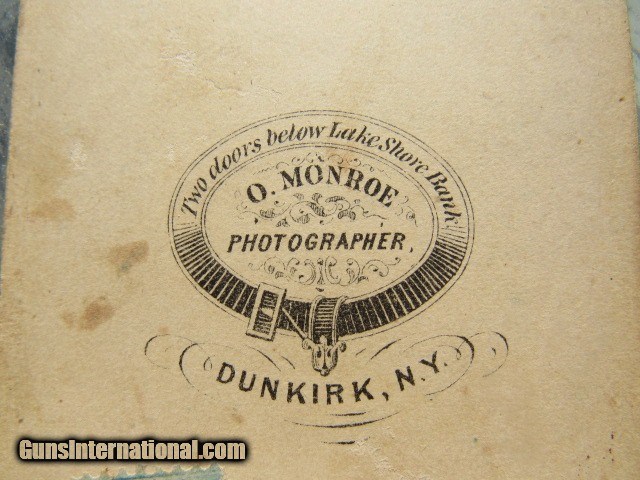 Two doors below Lake Shore Bank
O. MONROE
PHOTOGRAPHER,
DUNKIRK, N.Y.
GunsInternational.com